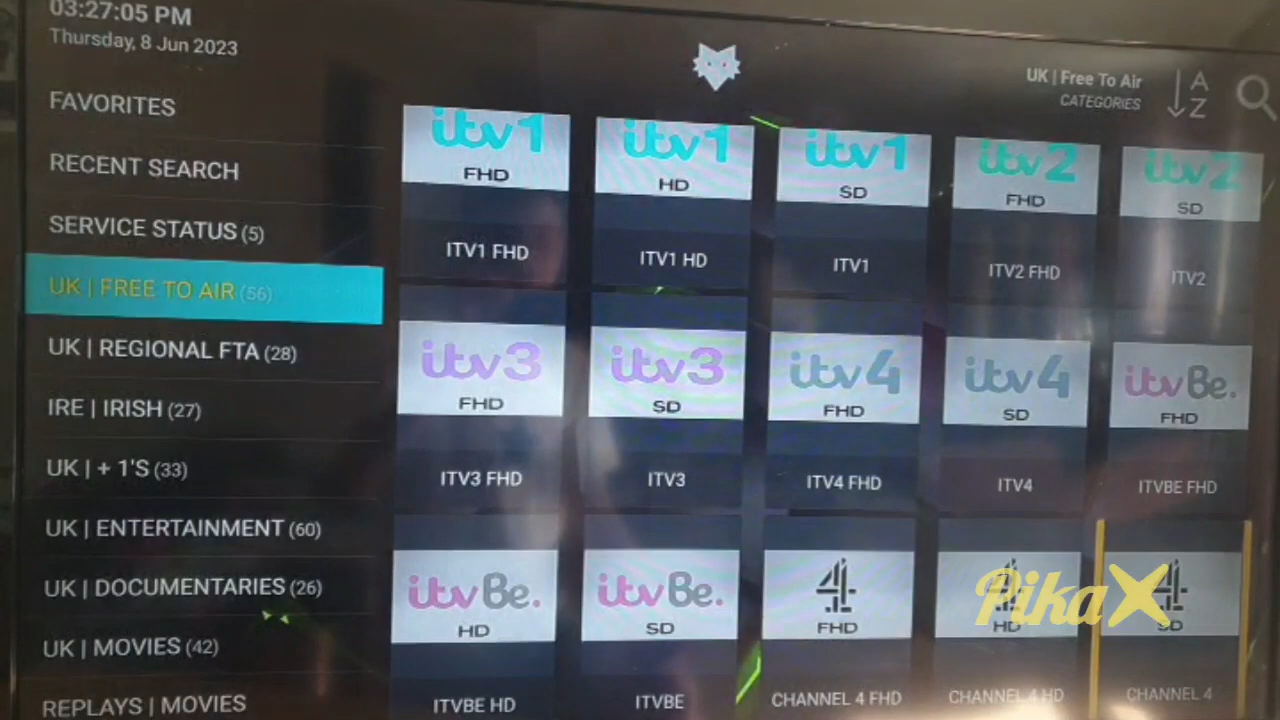 03:27:05 PM
Thursday, 8 Jun 2023
FAVORITES
RECENT SEARCH
SERVICE STATUS (5)
UK | FREE TO AIR (56)
UK | REGIONAL FTA (28)
IRE | IRISH (27)
UK | + 1'S (33)
UK | ENTERTAINMENT (60)
UK | DOCUMENTARIES (26)
UK | MOVIES (42)
REPLAYS | MOVIES
UK | Free To Air
CATEGORIES
A
Z
itv1 itv1 itv1 itv2 itv2
FHD HD SD FHD SD
ITV1 FHD ITV1 HD ITV1 ITV2 FHD ITV2
itv3 itv3 itv4 itv4 itvBe.
FHD SD FHD SD FHD
ITV3 FHD ITV3 ITV4 FHD ITV4 ITVBE FHD
itvBe. itvBe. 4 4 4
HD SD FHD HD SD
PikaX
ITVBE HD ITVBE CHANNEL 4 FHD CHANNEL 4 HD CHANNEL 4